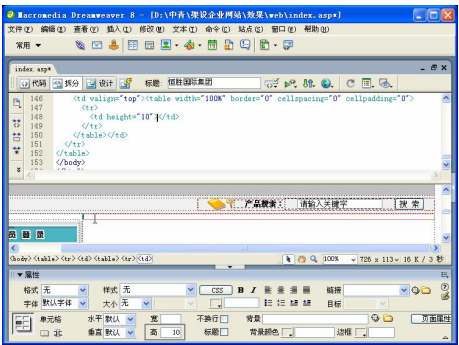 Macromedia Dreamweaver 8 - [D:\中青\架设企业网站\效果\web\index.asp*]
文件(F) 编辑(E) 查看(V) 插入(I) 修改(M) 文本(T) 命令(C) 站点(S) 窗口(W) 帮助(H)
常用
index.asp*
代码 拆分 设计 标题: 恒胜国际集团
146 <td valign="top"><table width="100%" border="0" cellspacing="0" cellpadding="0">
147 <tr>
148 <td height="10"></td>
149 </tr>
150 </table></td>
151 </tr>
152 </table>
153 </body>
产品搜索: 请输入关键字 搜 索
员 登 录
<body><table><tr><td><table><tr><td>
100% 726 x 113 16 K / 3 秒
属性
格式 无 样式 无 CSS B I 链接
字体 默认字体 大小 无 目标
单元格 水平 默认 宽 不换行 背景 页面属性
垂直 默认 高 10 标题 背景颜色 边框